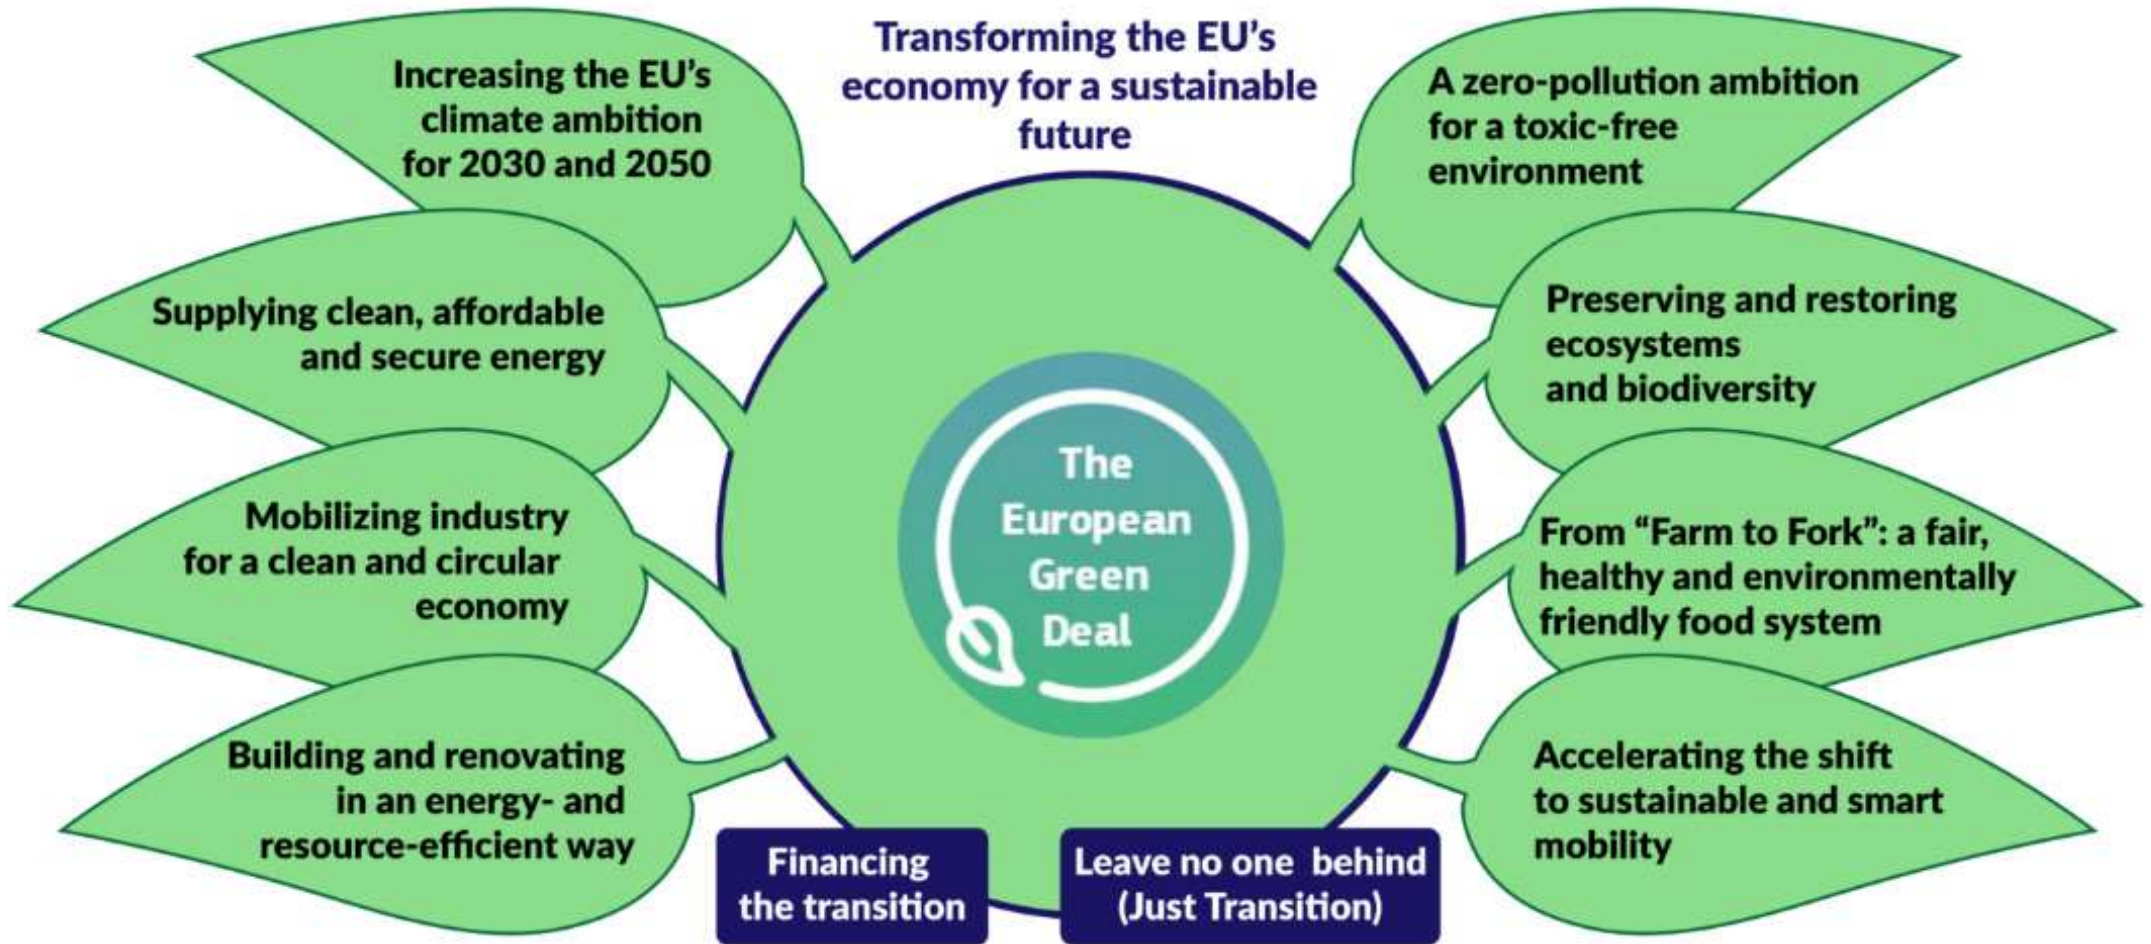 Transforming the EU’s
economy for a sustainable
future
Increasing the EU’s
climate ambition
for 2030 and 2050
Supplying clean, affordable
and secure energy
Mobilizing industry
for a clean and circular
economy
Building and renovating
in an energy- and
resource-efficient way
The
European
Green
Deal
A zero-pollution ambition
for a toxic-free
environment
Preserving and restoring
ecosystems
and biodiversity
From “Farm to Fork”: a fair,
healthy and environmentally
friendly food system
Accelerating the shift
to sustainable and smart
mobility
Financing
the transition
Leave no one behind
(Just Transition)